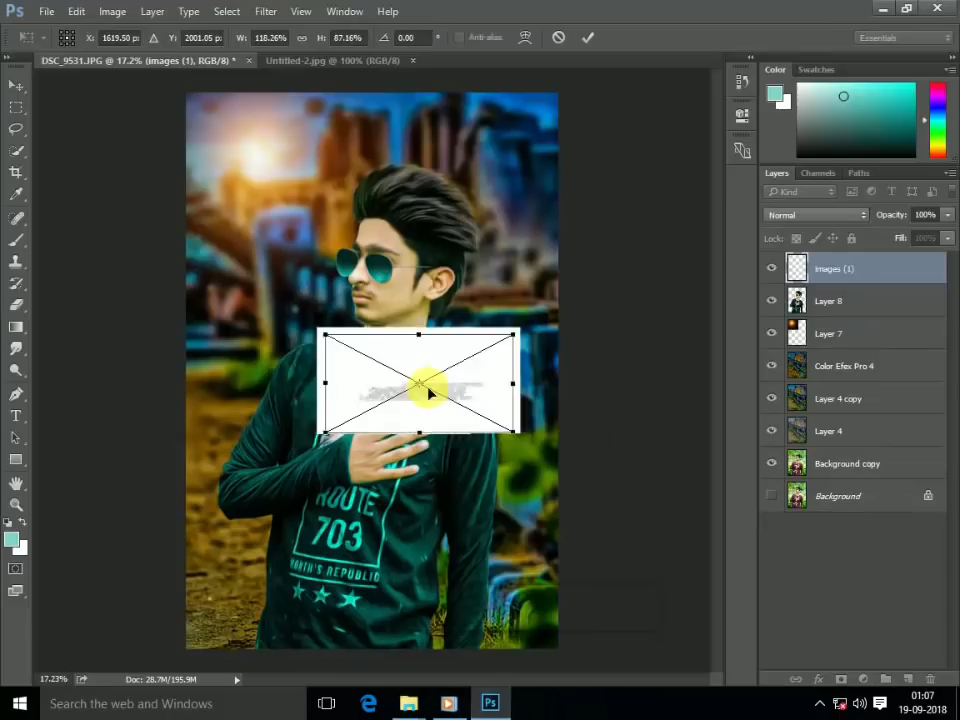 Ps File Edit Image Layer Type Select Filter 3D View Window Help
X: 1619.50 px Y: 2001.05 px W: 118.26% H: 87.16% 0.00 ° Anti-alias Essentials
DSC_9531.JPG @ 17.2% (images (1), RGB/8) * × Untitled-2.jpg @ 100% (RGB/8) ×
Color Swatches
Layers Channels Paths
Kind
Normal Opacity: 100%
Lock: Fill: 100%
images (1)
Layer 8
Layer 7
Color Efex Pro 4
Layer 4 copy
Layer 4
Background copy
Background
ROUTE
703
NORTH'S REPUBLIC
17.23% Doc: 28.7M/195.9M
Search the web and Windows
Ps
01:07
19-09-2018